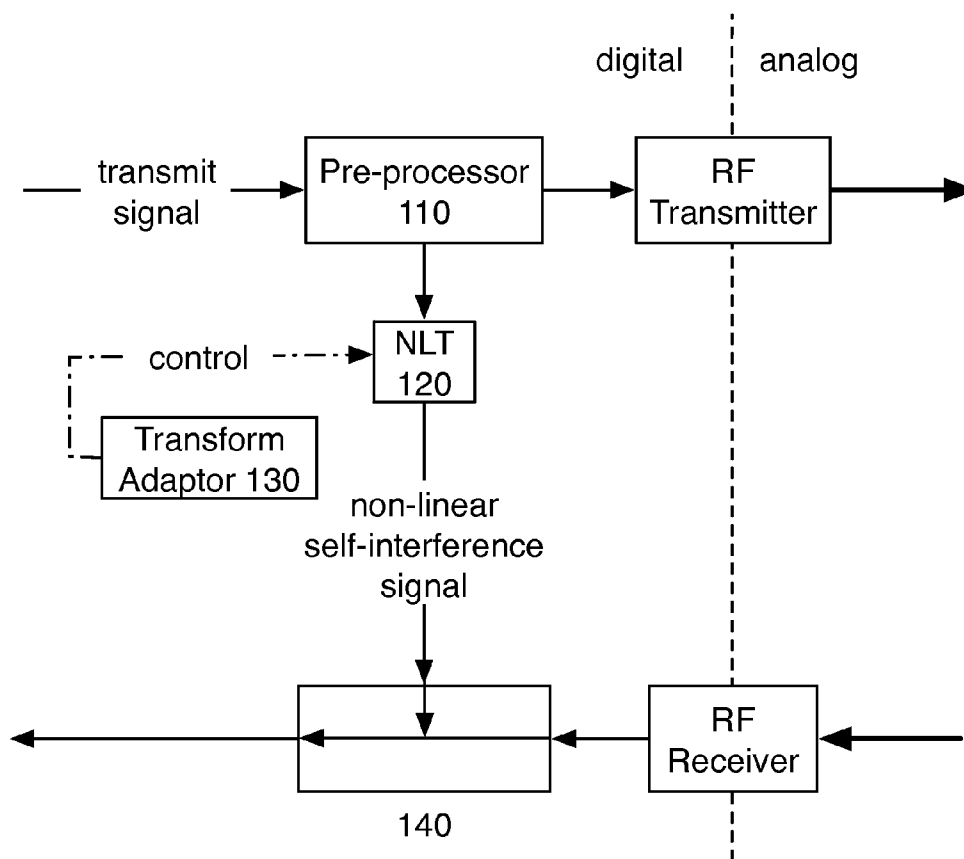 digital
analog
transmit
signal
Pre-processor
110
RF
Transmitter
control
NLT
120
Transform
Adaptor 130
non-linear
self-interference
signal
RF
Receiver
140